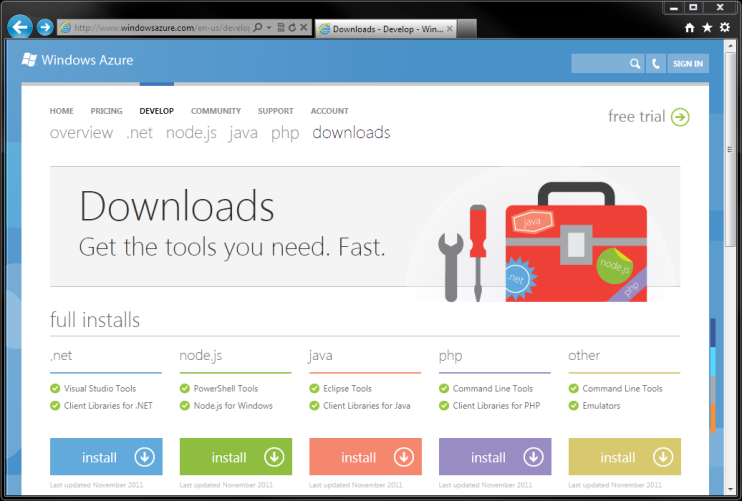 http://www.windowsazure.com/en-us/develop
Downloads - Develop - Win...
Windows Azure
SIGN IN
HOME PRICING DEVELOP COMMUNITY SUPPORT ACCOUNT
free trial
overview .net node.js java php downloads
Downloads
Get the tools you need. Fast.
java
.net
node.js
php
full installs
.net node.js java php other
Visual Studio Tools PowerShell Tools Eclipse Tools Command Line Tools Command Line Tools
Client Libraries for .NET Node.js for Windows Client Libraries for Java Client Libraries for PHP Emulators
install install install install install
Last updated November 2011 Last updated November 2011 Last updated November 2011 Last updated November 2011 Last updated November 2011